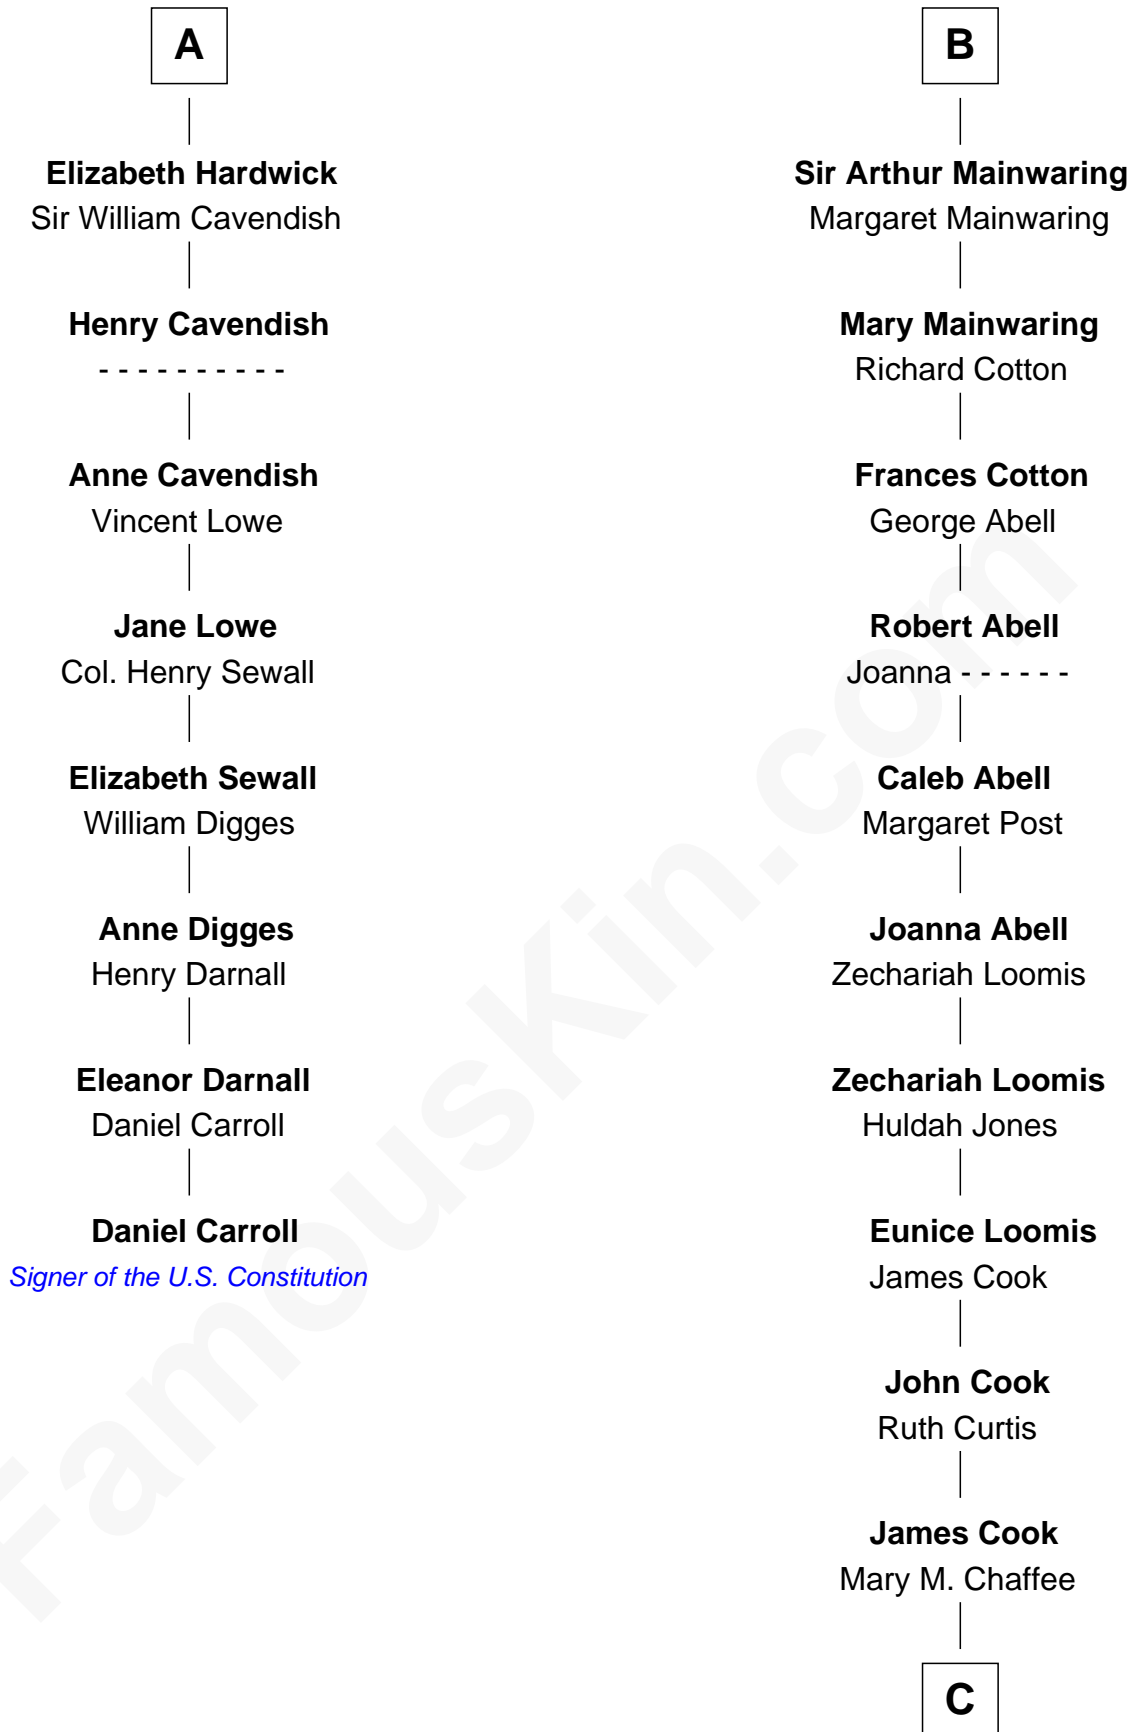 A
Elizabeth Hardwick
Sir William Cavendish
Henry Cavendish
- - - - - - - - - -
Anne Cavendish
Vincent Lowe
Jane Lowe
Col. Henry Sewall
Elizabeth Sewall
William Digges
Anne Digges
Henry Darnall
Eleanor Darnall
Daniel Carroll
Daniel Carroll
Signer of the U.S. Constitution
B
Sir Arthur Mainwaring
Margaret Mainwaring
Mary Mainwaring
Richard Cotton
Frances Cotton
George Abell
Robert Abell
Joanna - - - - - -
Caleb Abell
Margaret Post
Joanna Abell
Zechariah Loomis
Zechariah Loomis
Huldah Jones
Eunice Loomis
James Cook
John Cook
Ruth Curtis
James Cook
Mary M. Chaffee
C
FamousKin.com